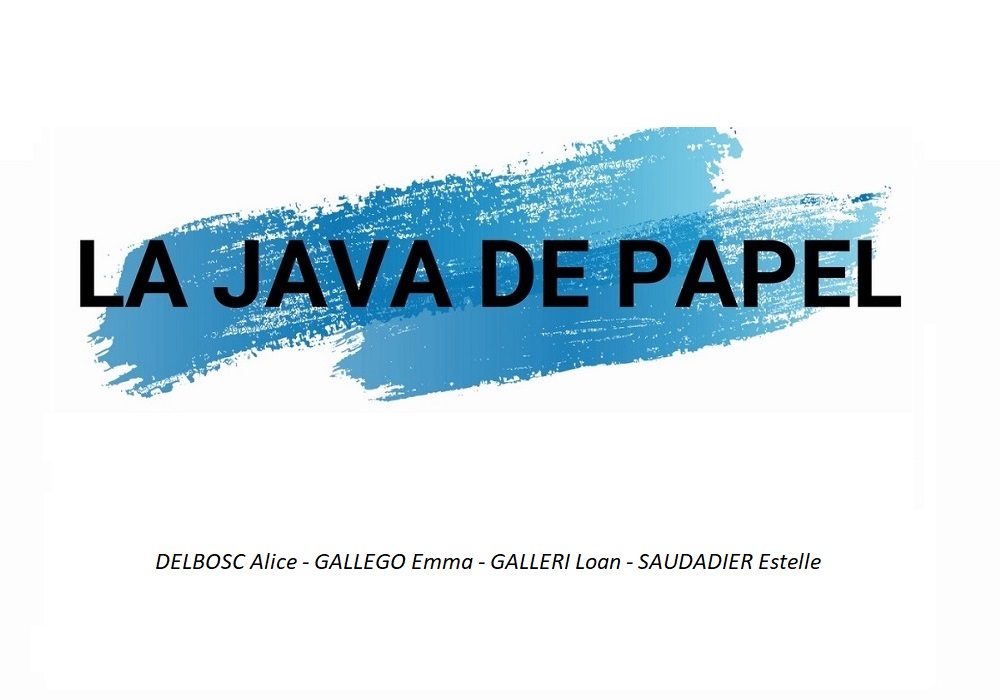 LA JAVA DE PAPEL
DELBOSC Alice - GALLEGO Emma - GALLERI Loan - SAUDADIER Estelle